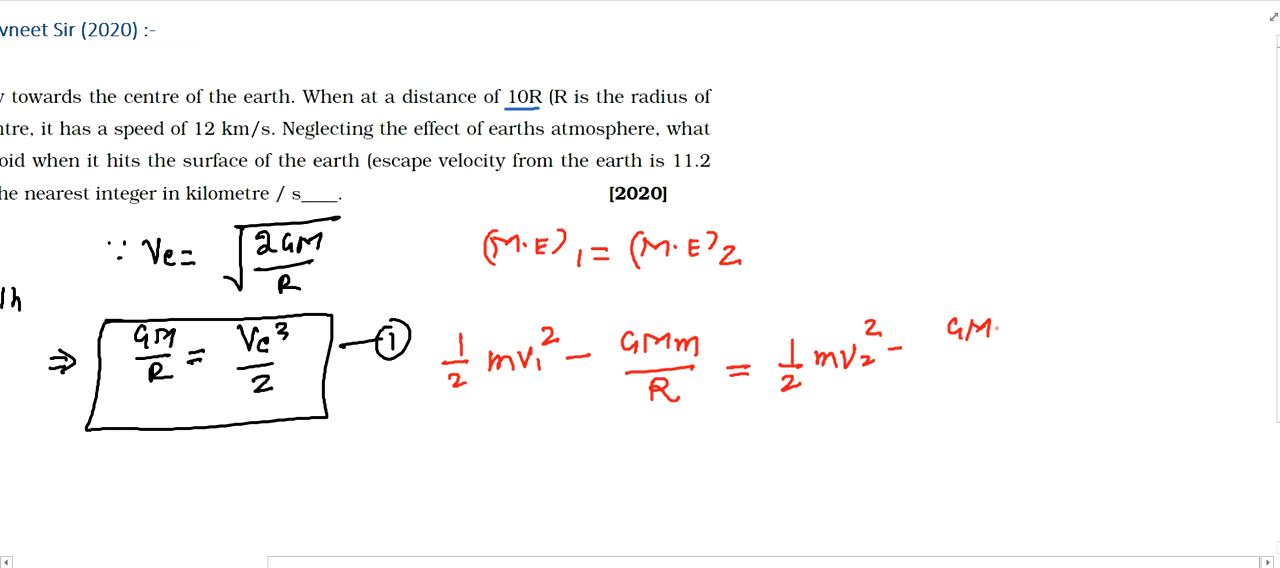 vneet Sir (2020) :-
y towards the centre of the earth. When at a distance of 10R (R is the radius of
ntre, it has a speed of 12 km/s. Neglecting the effect of earths atmosphere, what
oid when it hits the surface of the earth (escape velocity from the earth is 11.2
he nearest integer in kilometre / s____. [2020]
∵ Ve = √(2GM/R)
(M.E)₁ = (M.E)₂
⇒ GM/R = Ve³/2 — ①
1/2 mv₁² − GMm/R = 1/2 mv₂² − GM